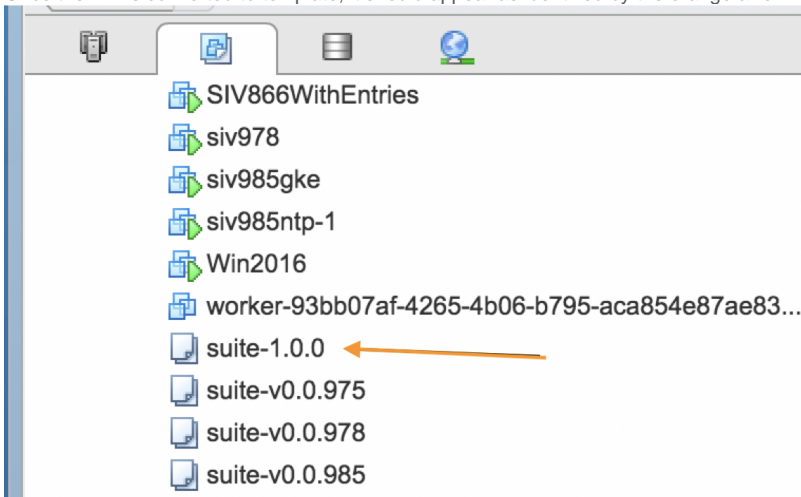 SIV866WithEntries
siv978
siv985gke
siv985ntp-1
Win2016
worker-93bb07af-4265-4b06-b795-aca854e87ae83...
suite-1.0.0
suite-v0.0.975
suite-v0.0.978
suite-v0.0.985